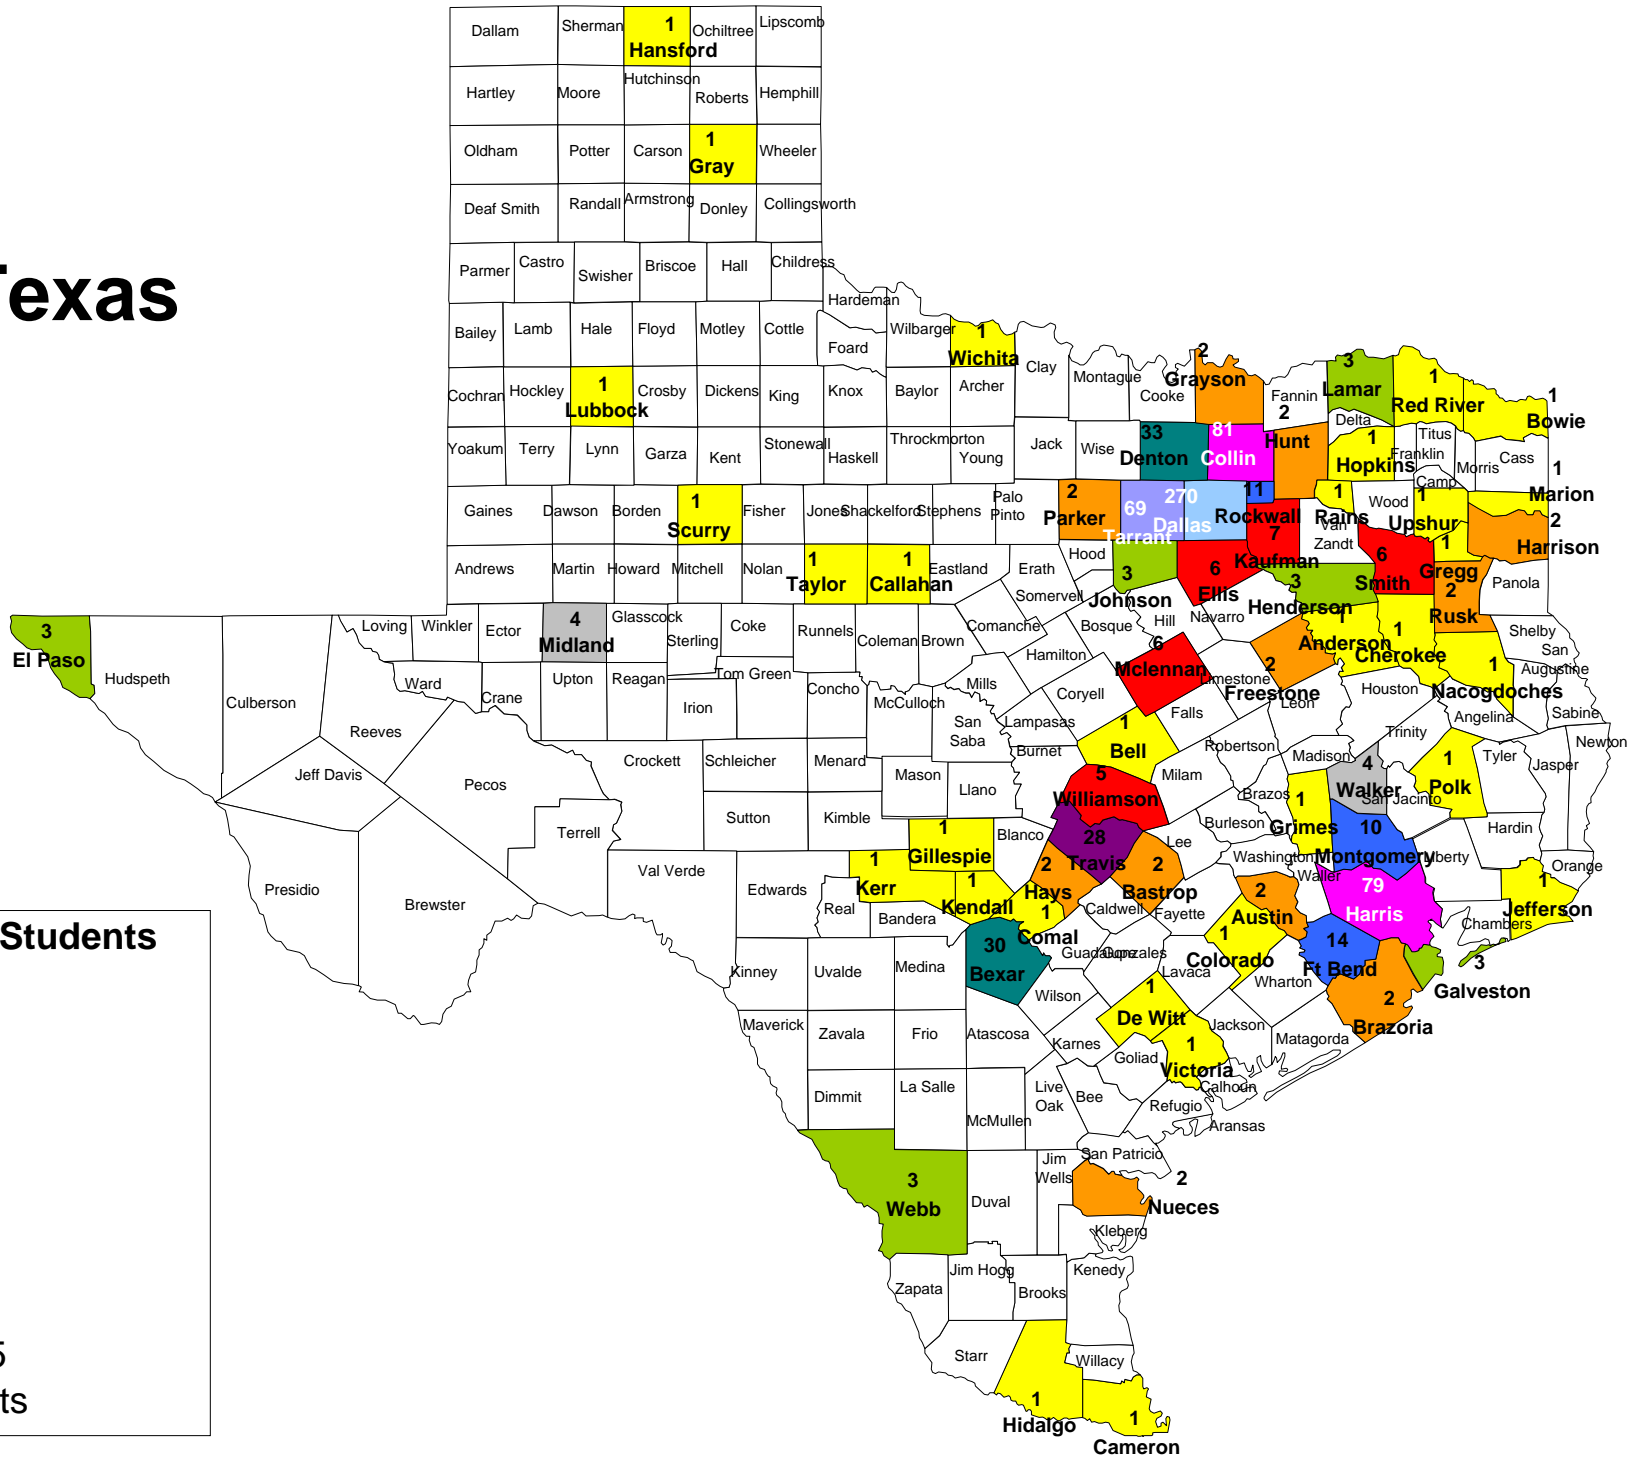 Texas
Students
5
ts
Dallam
Sherman
1
Hansford
Ochiltree
Lipscomb
Hartley
Moore
Hutchinson
Roberts
Hemphill
Oldham
Potter
Carson
1
Gray
Wheeler
Deaf Smith
Randall
Armstrong
Donley
Collingsworth
Parmer
Castro
Swisher
Briscoe
Hall
Childress
Hardeman
Bailey
Lamb
Hale
Floyd
Motley
Cottle
Foard
Wilbarger
1
Wichita
Clay
Montague
Cooke
2
Grayson
Fannin
3
Lamar
1
Red River
1
Bowie
Cochran
Hockley
1
Lubbock
Crosby
Dickens
King
Knox
Baylor
Archer
Yoakum
Terry
Lynn
Garza
Kent
Stonewall
Haskell
Throckmorton
Young
Jack
Wise
33
Denton
81
Collin
2
Hunt
Delta
1
Hopkins
Franklin
Titus
Camp
Morris
Cass
1
Marion
Gaines
Dawson
Borden
1
Scurry
Fisher
Jones
Shackelford
Stephens
Palo
Pinto
2
Parker
69
Tarrant
270
Dallas
11
Rockwall
7
Kaufman
1
Rains
Van
Zandt
Wood
1
Upshur
2
Harrison
Andrews
Martin
Howard
Mitchell
Nolan
1
Taylor
1
Callahan
Eastland
Erath
Hood
Somervell
3
Johnson
6
Ellis
3
Henderson
6
Smith
1
Gregg
2
Rusk
Panola
3
El Paso
Hudspeth
Culberson
Loving
Winkler
Ector
4
Midland
Glasscock
Sterling
Coke
Runnels
Coleman
Brown
Comanche
Hamilton
Bosque
Hill
Navarro
1
Anderson
1
Cherokee
Shelby
Ward
Crane
Upton
Reagan
Tom Green
Irion
Concho
McCulloch
Mills
San
Saba
Lampasas
Coryell
6
Mclennan
Limestone
2
Freestone
Leon
Houston
1
Nacogdoches
San
Augustine
Sabine
Angelina
Reeves
Jeff Davis
Pecos
Crockett
Schleicher
Menard
Mason
Llano
Burnet
1
Bell
Falls
Milam
Robertson
Madison
Trinity
1
Polk
Tyler
Jasper
Newton
5
Williamson
Brazos
1
Grimes
4
Walker
San Jacinto
Hardin
Terrell
Sutton
Kimble
1
Gillespie
Blanco
28
Travis
Lee
Burleson
Washington
10
Montgomery
Liberty
Orange
Presidio
Brewster
Val Verde
Edwards
1
Kerr
Real
Bandera
1
Kendall
2
Hays
1
Comal
2
Bastrop
Caldwell
Fayette
2
Austin
Waller
79
Harris
Chambers
1
Jefferson
Kinney
Uvalde
Medina
30
Bexar
Guadalupe
Gonzales
Lavaca
1
Colorado
Wharton
14
Ft Bend
3
Galveston
2
Brazoria
Maverick
Zavala
Frio
Atascosa
Wilson
Karnes
1
De Witt
1
Victoria
Jackson
Matagorda
Goliad
Calhoun
Dimmit
La Salle
McMullen
Live
Oak
Bee
Refugio
Aransas
3
Webb
Duval
Jim
Wells
San Patricio
2
Nueces
Kleberg
Zapata
Jim Hogg
Brooks
Kenedy
Starr
1
Hidalgo
Willacy
1
Cameron